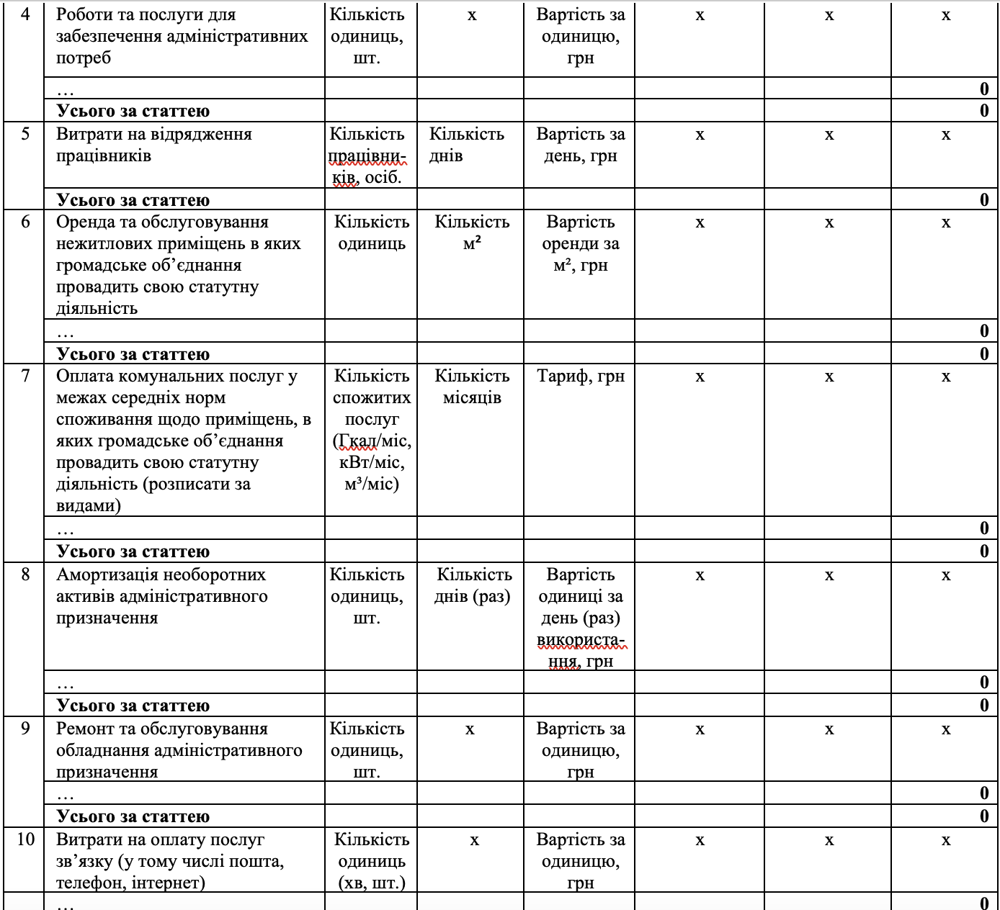 4 Роботи та послуги для забезпечення адміністративних потреб Кількість одиниць, шт. х Вартість за одиницю, грн х х х
… 0
Усього за статтею 0
5 Витрати на відрядження працівників Кількість працівни-ків, осіб. Кількість днів Вартість за день, грн х х х
Усього за статтею 0
6 Оренда та обслуговування нежитлових приміщень в яких громадське об’єднання провадить свою статутну діяльність Кількість одиниць Кількість м² Вартість оренди за м², грн х х х
… 0
Усього за статтею 0
7 Оплата комунальних послуг у межах середніх норм споживання щодо приміщень, в яких громадське об’єднання провадить свою статутну діяльність (розписати за видами) Кількість спожитих послуг (Гкал/міс, кВт/міс, м³/міс) Кількість місяців Тариф, грн х х х
… 0
Усього за статтею 0
8 Амортизація необоротних активів адміністративного призначення Кількість одиниць, шт. Кількість днів (раз) Вартість одиниці за день (раз) використа-ння, грн х х х
… 0
Усього за статтею 0
9 Ремонт та обслуговування обладнання адміністративного призначення Кількість одиниць, шт. х Вартість за одиницю, грн х х х
… 0
Усього за статтею 0
10 Витрати на оплату послуг зв’язку (у тому числі пошта, телефон, інтернет) Кількість одиниць (хв, шт.) х Вартість за одиницю, грн х х х
… 0